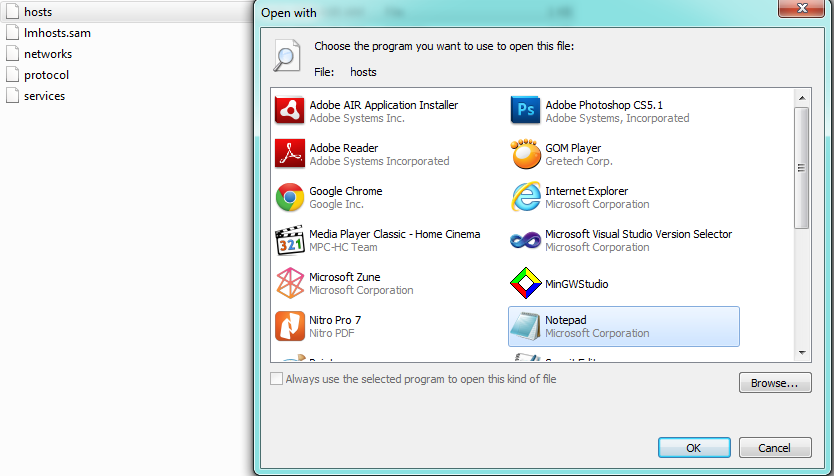 hosts
lmhosts.sam
networks
protocol
services
Open with
Choose the program you want to use to open this file:
File: hosts
Adobe AIR Application Installer
Adobe Systems Inc.
Adobe Photoshop CS5.1
Adobe Systems, Incorporated
Adobe Reader
Adobe Systems Incorporated
GOM Player
Gretech Corp.
Google Chrome
Google Inc.
Internet Explorer
Microsoft Corporation
Media Player Classic - Home Cinema
MPC-HC Team
Microsoft Visual Studio Version Selector
Microsoft Corporation
Microsoft Zune
Microsoft Corporation
MinGWStudio
Nitro Pro 7
Nitro PDF
Notepad
Microsoft Corporation
Always use the selected program to open this kind of file
Browse...
OK
Cancel